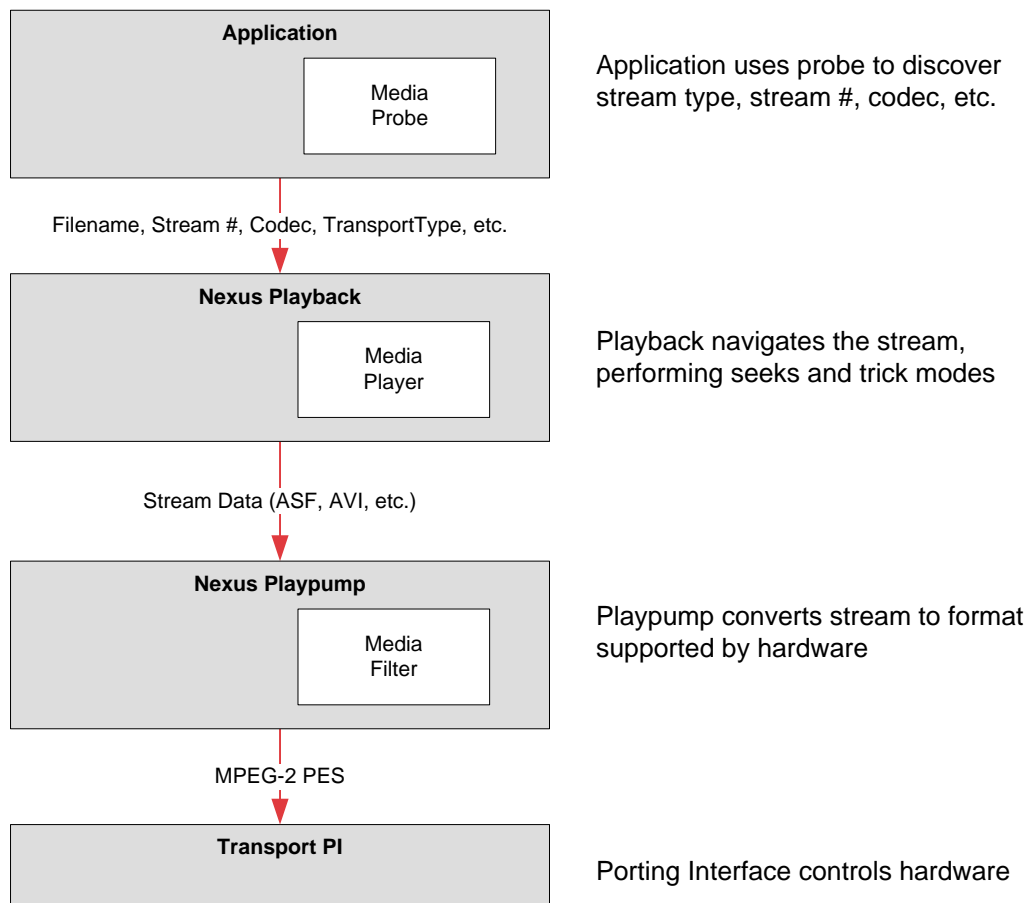 Application
Media
Probe
Application uses probe to discover
stream type, stream #, codec, etc.
Filename, Stream #, Codec, TransportType, etc.
Nexus Playback
Media
Player
Playback navigates the stream,
performing seeks and trick modes
Stream Data (ASF, AVI, etc.)
Nexus Playpump
Media
Filter
Playpump converts stream to format
supported by hardware
MPEG-2 PES
Transport PI
Porting Interface controls hardware